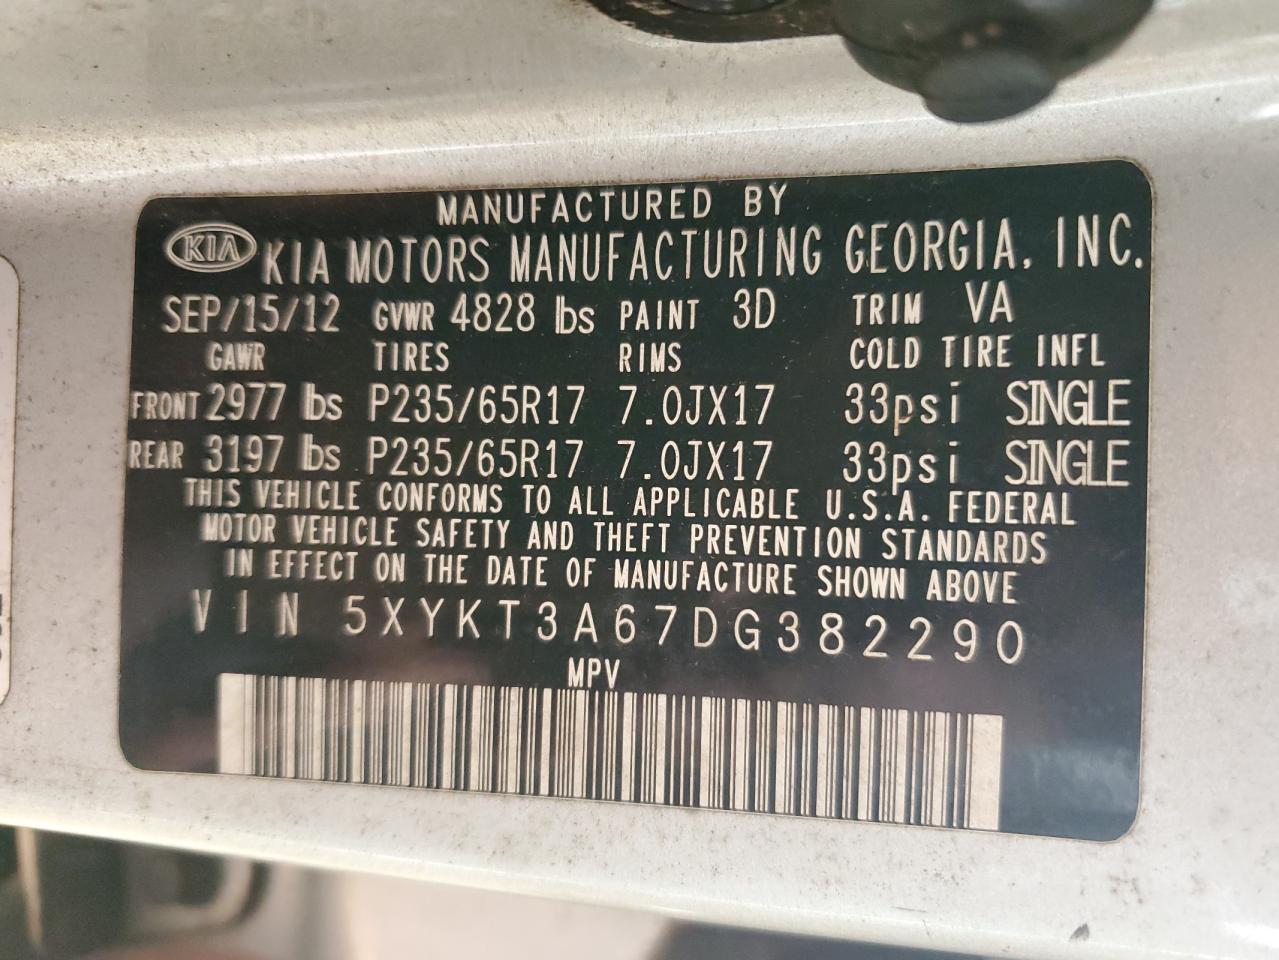 MANUFACTURED BY
KIA KIA MOTORS MANUFACTURING GEORGIA, INC.
SEP/15/12 GVWR 4828 lbs PAINT 3D TRIM VA
GAWR TIRES RIMS COLD TIRE INFL
FRONT 2977 lbs P235/65R17 7.0JX17 33psi SINGLE
REAR 3197 lbs P235/65R17 7.0JX17 33psi SINGLE
THIS VEHICLE CONFORMS TO ALL APPLICABLE U.S.A. FEDERAL
MOTOR VEHICLE SAFETY AND THEFT PREVENTION STANDARDS
IN EFFECT ON THE DATE OF MANUFACTURE SHOWN ABOVE
VIN 5XYKT3A67DG382290
MPV